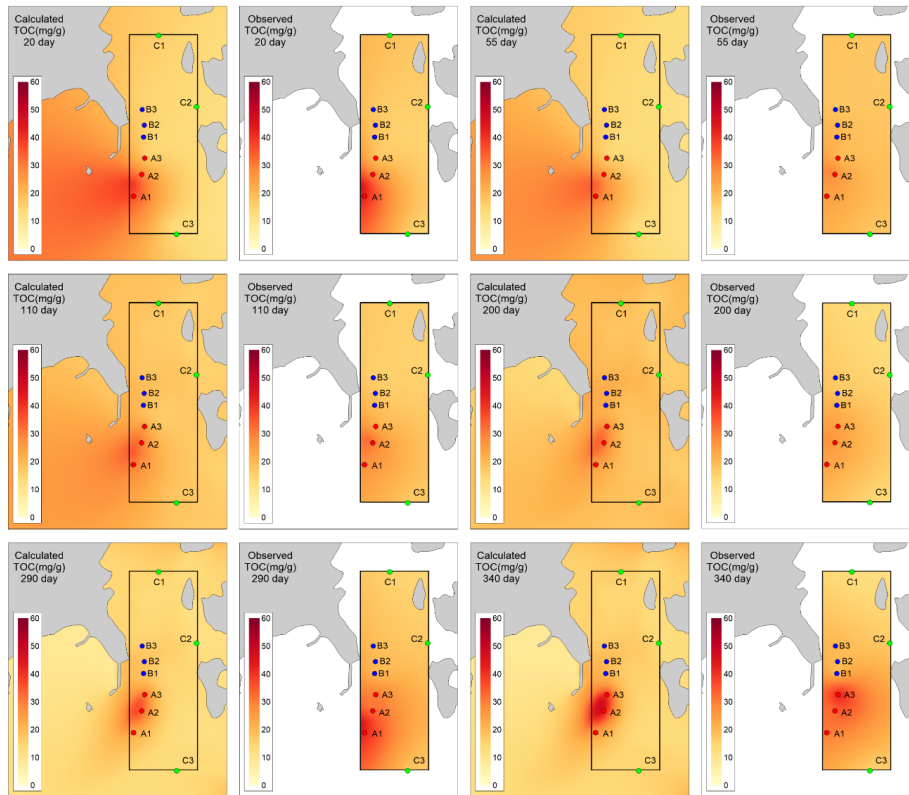 Calculated
TOC(mg/g)
20 day
60
50
40
30
20
10
0
C1
C2
B3
B2
B1
A3
A2
A1
C3
Observed
TOC(mg/g)
20 day
60
50
40
30
20
10
0
C1
C2
B3
B2
B1
A3
A2
A1
C3
Calculated
TOC(mg/g)
55 day
60
50
40
30
20
10
0
C1
C2
B3
B2
B1
A3
A2
A1
C3
Observed
TOC(mg/g)
55 day
60
50
40
30
20
10
0
C1
C2
B3
B2
B1
A3
A2
A1
C3
Calculated
TOC(mg/g)
110 day
60
50
40
30
20
10
0
C1
C2
B3
B2
B1
A3
A2
A1
C3
Observed
TOC(mg/g)
110 day
60
50
40
30
20
10
0
C1
C2
B3
B2
B1
A3
A2
A1
C3
Calculated
TOC(mg/g)
200 day
60
50
40
30
20
10
0
C1
C2
B3
B2
B1
A3
A2
A1
C3
Observed
TOC(mg/g)
200 day
60
50
40
30
20
10
0
C1
C2
B3
B2
B1
A3
A2
A1
C3
Calculated
TOC(mg/g)
290 day
60
50
40
30
20
10
0
C1
C2
B3
B2
B1
A3
A2
A1
C3
Observed
TOC(mg/g)
290 day
60
50
40
30
20
10
0
C1
C2
B3
B2
B1
A3
A2
A1
C3
Calculated
TOC(mg/g)
340 day
60
50
40
30
20
10
0
C1
C2
B3
B2
B1
A3
A2
A1
C3
Observed
TOC(mg/g)
340 day
60
50
40
30
20
10
0
C1
C2
B3
B2
B1
A3
A2
A1
C3